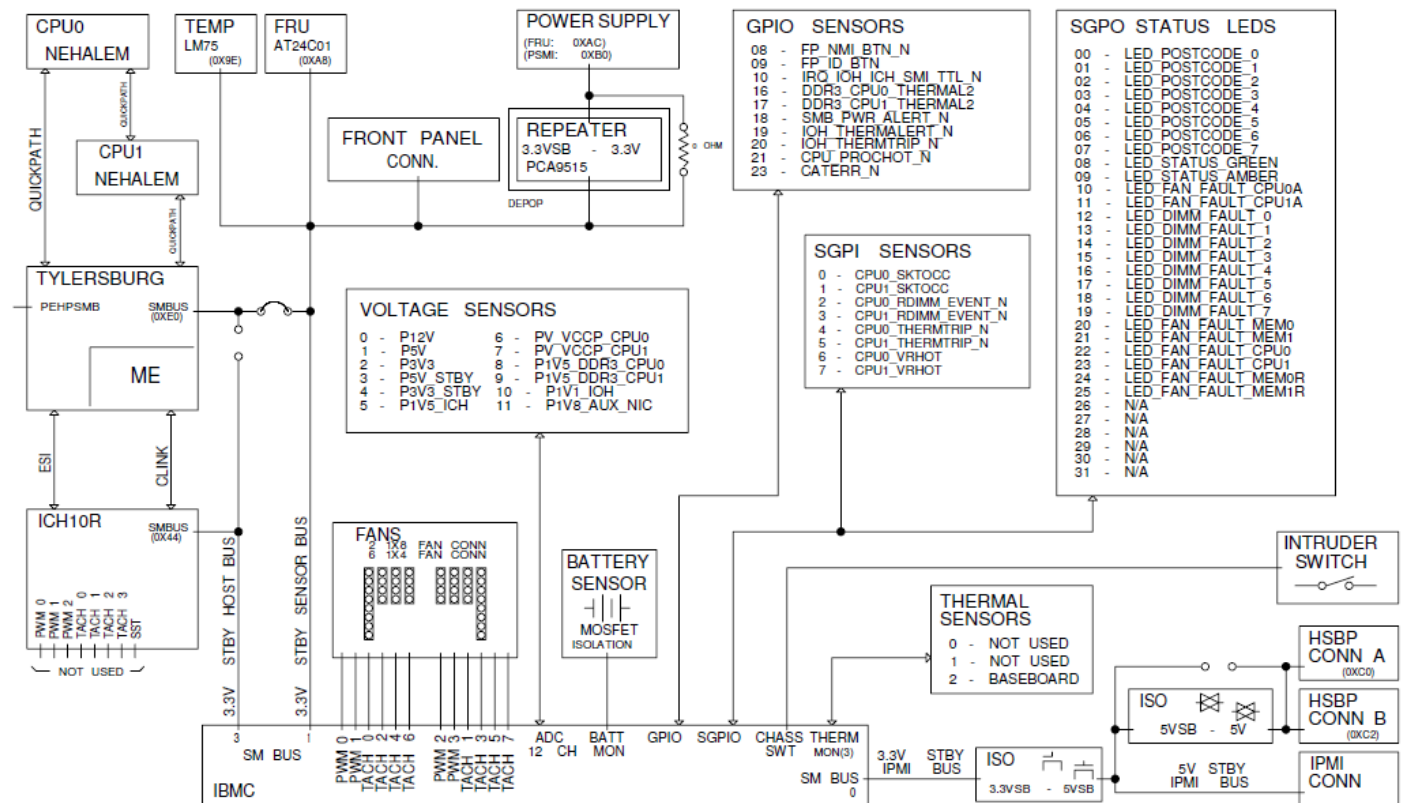 CPU0
NEHALEM
TEMP
LM75
(0X9E)
FRU
AT24C01
(0XA8)
POWER SUPPLY
(FRU: 0XAC)
(PSMI: 0XB0)
QUICKPATH
QUICKPATH
CPU1
NEHALEM
QUICKPATH
FRONT PANEL
CONN.
REPEATER
3.3VSB - 3.3V
PCA9515
DEPOP
0 OHM
GPIO SENSORS
08 - FP_NMI_BTN_N
09 - FP_ID_BTN
10 - IRQ_IOH_ICH_SMI_TTL_N
16 - DDR3_CPU0_THERMAL2
17 - DDR3_CPU1_THERMAL2
18 - SMB_PWR_ALERT_N
19 - IOH_THERMALERT_N
20 - IOH_THERMTRIP_N
21 - CPU_PROCHOT_N
23 - CATERR_N
SGPO STATUS LEDS
00 - LED_POSTCODE_0
01 - LED_POSTCODE_1
02 - LED_POSTCODE_2
03 - LED_POSTCODE_3
04 - LED_POSTCODE_4
05 - LED_POSTCODE_5
06 - LED_POSTCODE_6
07 - LED_POSTCODE_7
08 - LED_STATUS_GREEN
09 - LED_STATUS_AMBER
10 - LED_FAN_FAULT_CPU0A
11 - LED_FAN_FAULT_CPU1A
12 - LED_DIMM_FAULT_0
13 - LED_DIMM_FAULT_1
14 - LED_DIMM_FAULT_2
15 - LED_DIMM_FAULT_3
16 - LED_DIMM_FAULT_4
17 - LED_DIMM_FAULT_5
18 - LED_DIMM_FAULT_6
19 - LED_DIMM_FAULT_7
20 - LED_FAN_FAULT_MEM0
21 - LED_FAN_FAULT_MEM1
22 - LED_FAN_FAULT_CPU0
23 - LED_FAN_FAULT_CPU1
24 - LED_FAN_FAULT_MEM0R
25 - LED_FAN_FAULT_MEM1R
26 - N/A
27 - N/A
28 - N/A
29 - N/A
30 - N/A
31 - N/A
SGPI SENSORS
0 - CPU0_SKTOCC
1 - CPU1_SKTOCC
2 - CPU0_RDIMM_EVENT_N
3 - CPU1_RDIMM_EVENT_N
4 - CPU0_THERMTRIP_N
5 - CPU1_THERMTRIP_N
6 - CPU0_VRHOT
7 - CPU1_VRHOT
TYLERSBURG
PEHPSMB
SMBUS
(0XE0)
ME
VOLTAGE SENSORS
0 - P12V
1 - P5V
2 - P3V3
3 - P5V_STBY
4 - P3V3_STBY
5 - P1V5_ICH
6 - PV_VCCP_CPU0
7 - PV_VCCP_CPU1
8 - P1V5_DDR3_CPU0
9 - P1V5_DDR3_CPU1
10 - P1V1_IOH
11 - P1V8_AUX_NIC
ESI
CLINK
ICH10R
SMBUS
(0X44)
PWM 0
PWM 1
PWM 2
TACH 0
TACH 1
TACH 2
TACH 3
SST
NOT USED
3.3V STBY HOST BUS
3.3V STBY SENSOR BUS
FANS
2 1X8 FAN CONN
6 1X4 FAN CONN
BATTERY
SENSOR
MOSFET
ISOLATION
THERMAL
SENSORS
0 - NOT USED
1 - NOT USED
2 - BASEBOARD
INTRUDER
SWITCH
HSBP
CONN A
(0XC0)
HSBP
CONN B
(0XC2)
IPMI
CONN
ISO
5VSB - 5V
5V STBY
IPMI BUS
ISO
3.3VSB - 5VSB
3.3V STBY
IPMI BUS
3
SM BUS
1
PWM 0
PWM 1
TACH 0
TACH 2
TACH 4
TACH 6
PWM 2
PWM 3
TACH 1
TACH 3
TACH 5
TACH 7
ADC
12 CH
BATT
MON
GPIO
SGPIO
CHASS
SWT
THERM
MON(3)
SM BUS
0
IBMC